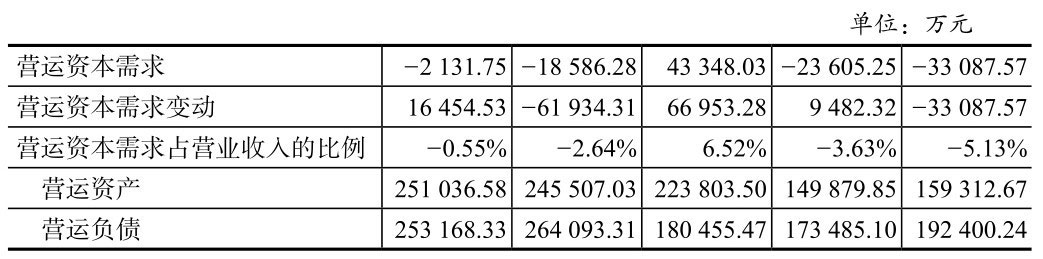 单位：万元
营运资本需求 −2 131.75 −18 586.28 43 348.03 −23 605.25 −33 087.57
营运资本需求变动 16 454.53 −61 934.31 66 953.28 9 482.32 −33 087.57
营运资本需求占营业收入的比例 −0.55% −2.64% 6.52% −3.63% −5.13%
营运资产 251 036.58 245 507.03 223 803.50 149 879.85 159 312.67
营运负债 253 168.33 264 093.31 180 455.47 173 485.10 192 400.24